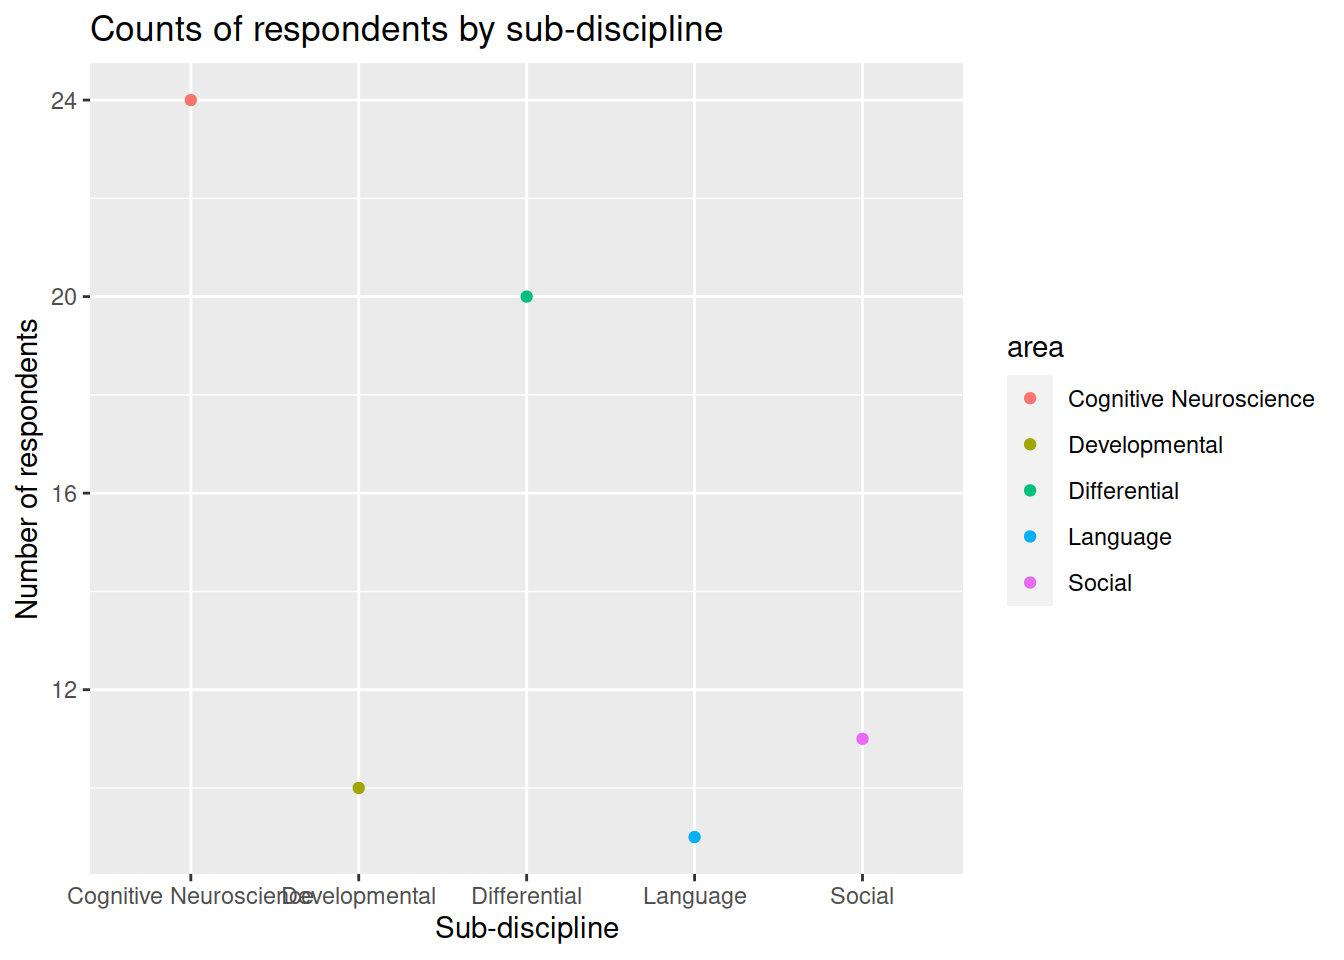 Counts of respondents by sub-discipline
Number of respondents
24
20
16
12
Cognitive Neuroscience
Developmental
Differential
Language
Social
Sub-discipline
area
Cognitive Neuroscience
Developmental
Differential
Language
Social